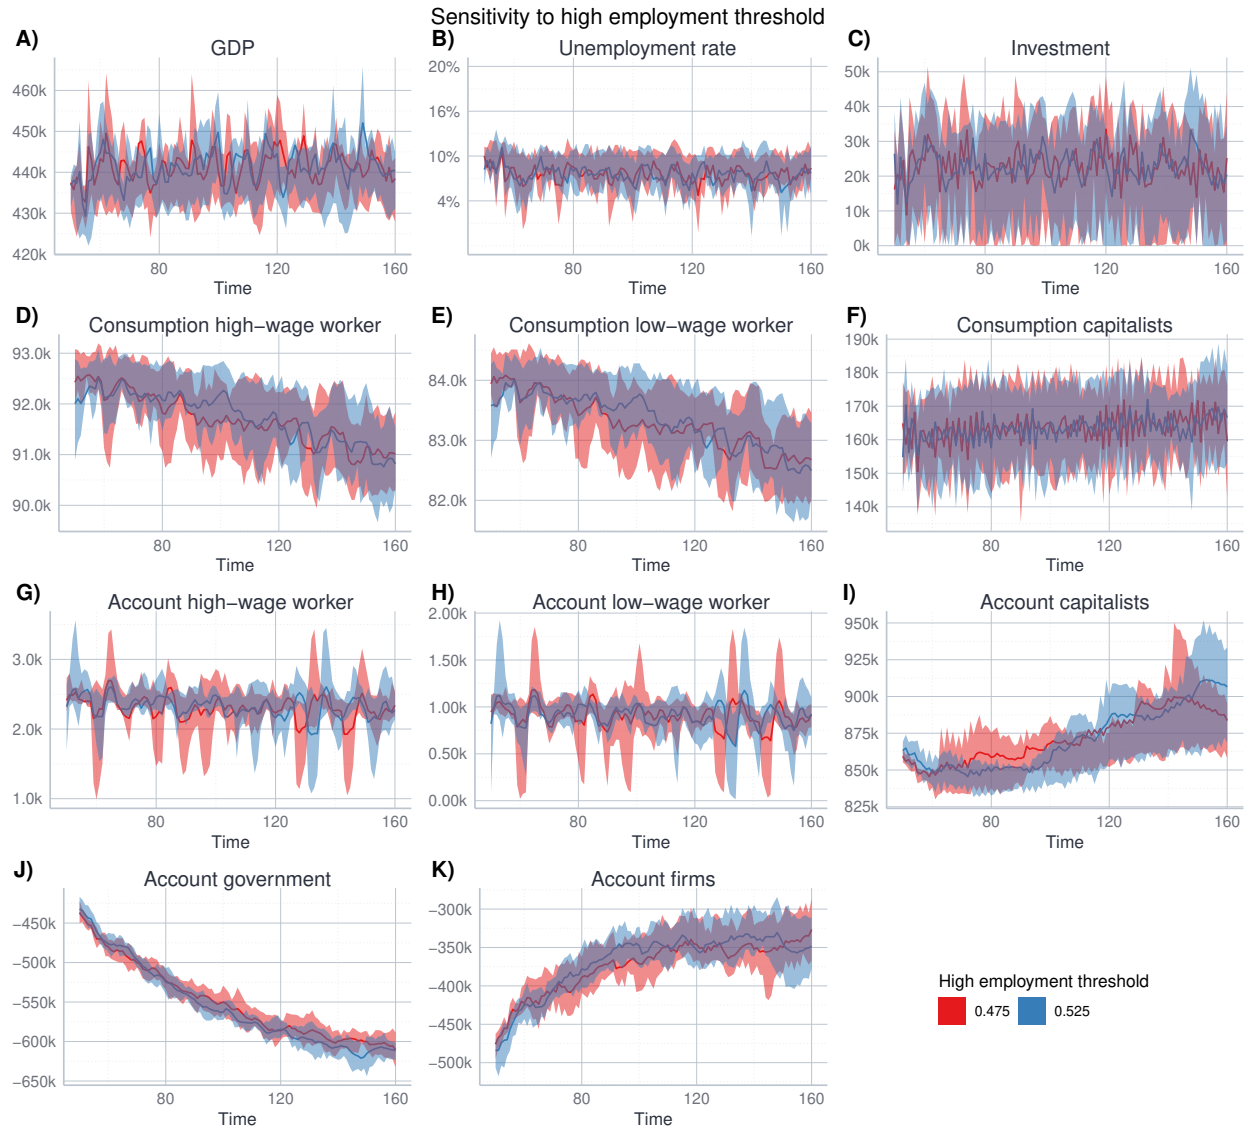 Sensitivity to high employment threshold
A)
GDP
460k
450k
440k
430k
420k
80
120
160
Time
B)
Unemployment rate
20%
16%
10%
4%
80
120
160
Time
C)
Investment
50k
40k
30k
20k
10k
0k
80
120
160
Time
D)
Consumption high−wage worker
93.0k
92.0k
91.0k
90.0k
80
120
160
Time
E)
Consumption low−wage worker
84.0k
83.0k
82.0k
80
120
160
Time
F)
Consumption capitalists
190k
180k
170k
160k
150k
140k
80
120
160
Time
G)
Account high−wage worker
3.0k
2.0k
1.0k
80
120
160
Time
H)
Account low−wage worker
2.00k
1.50k
1.00k
0.50k
0.00k
80
120
160
Time
I)
Account capitalists
950k
925k
900k
875k
850k
825k
80
120
160
Time
J)
Account government
−450k
−500k
−550k
−600k
−650k
80
120
160
Time
K)
Account firms
−300k
−350k
−400k
−450k
−500k
80
120
160
Time
High employment threshold
0.475
0.525